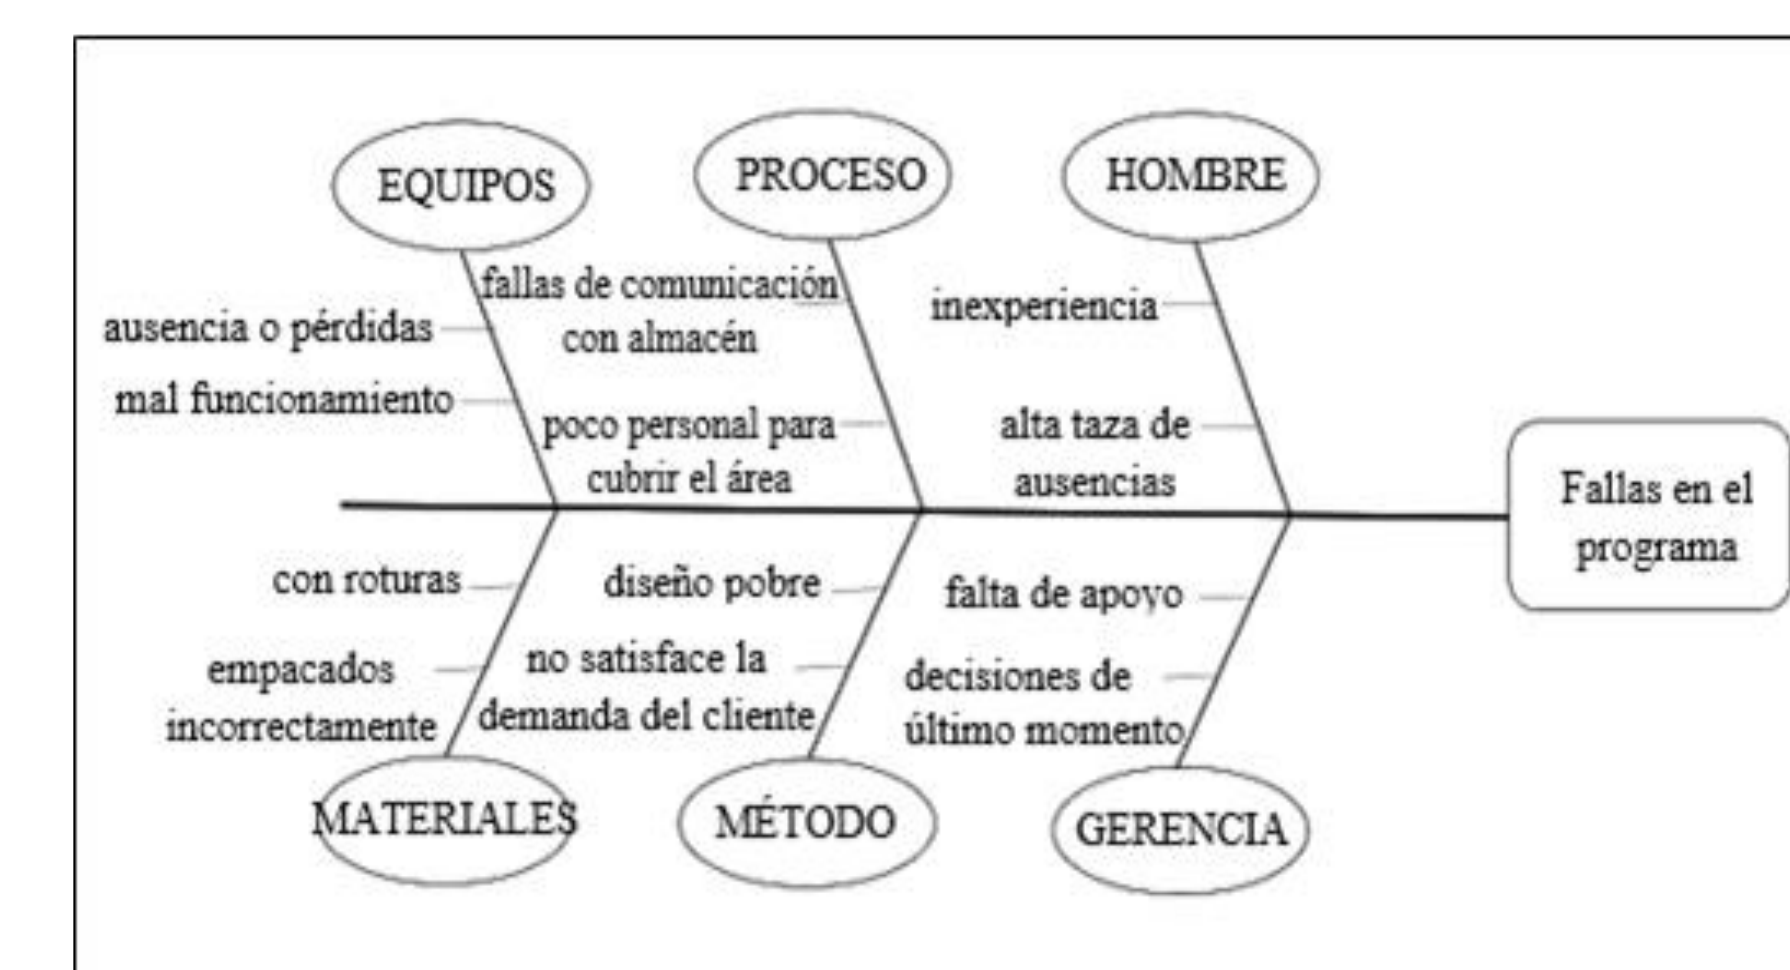 EQUIPOS
PROCESO
HOMBRE
ausencia o pérdidas
mal funcionamiento
fallas de comunicación
con almacén
poco personal para
cubrir el área
inexperiencia
alta taza de
ausencias
Fallas en el
programa
con roturas
empacados
incorrectamente
diseño pobre
no satisface la
demanda del cliente
falta de apoyo
decisiones de
último momento
MATERIALES
MÉTODO
GERENCIA